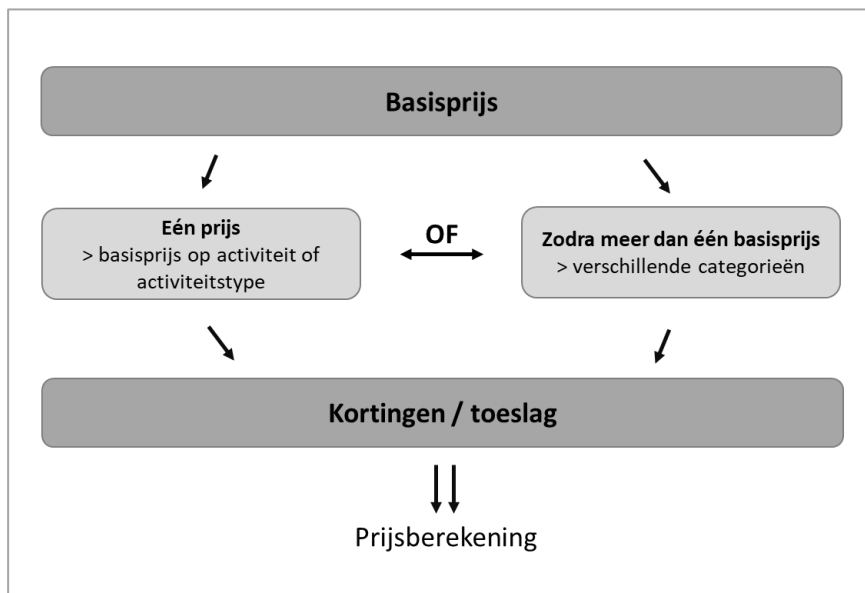 Basisprijs
Eén prijs
> basisprijs op activiteit of
activiteitstype
OF
Zodra meer dan één basisprijs
> verschillende categorieën
Kortingen / toeslag
Prijsberekening